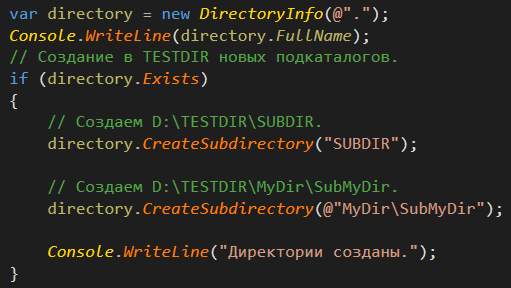 var directory = new DirectoryInfo(@".");
Console.WriteLine(directory.FullName);
// Создание в TESTDIR новых подкаталогов.
if (directory.Exists)
{
    // Создаем D:\TESTDIR\SUBDIR.
    directory.CreateSubdirectory("SUBDIR");

    // Создаем D:\TESTDIR\MyDir\SubMyDir.
    directory.CreateSubdirectory(@"MyDir\SubMyDir");

    Console.WriteLine("Директории созданы.");
}